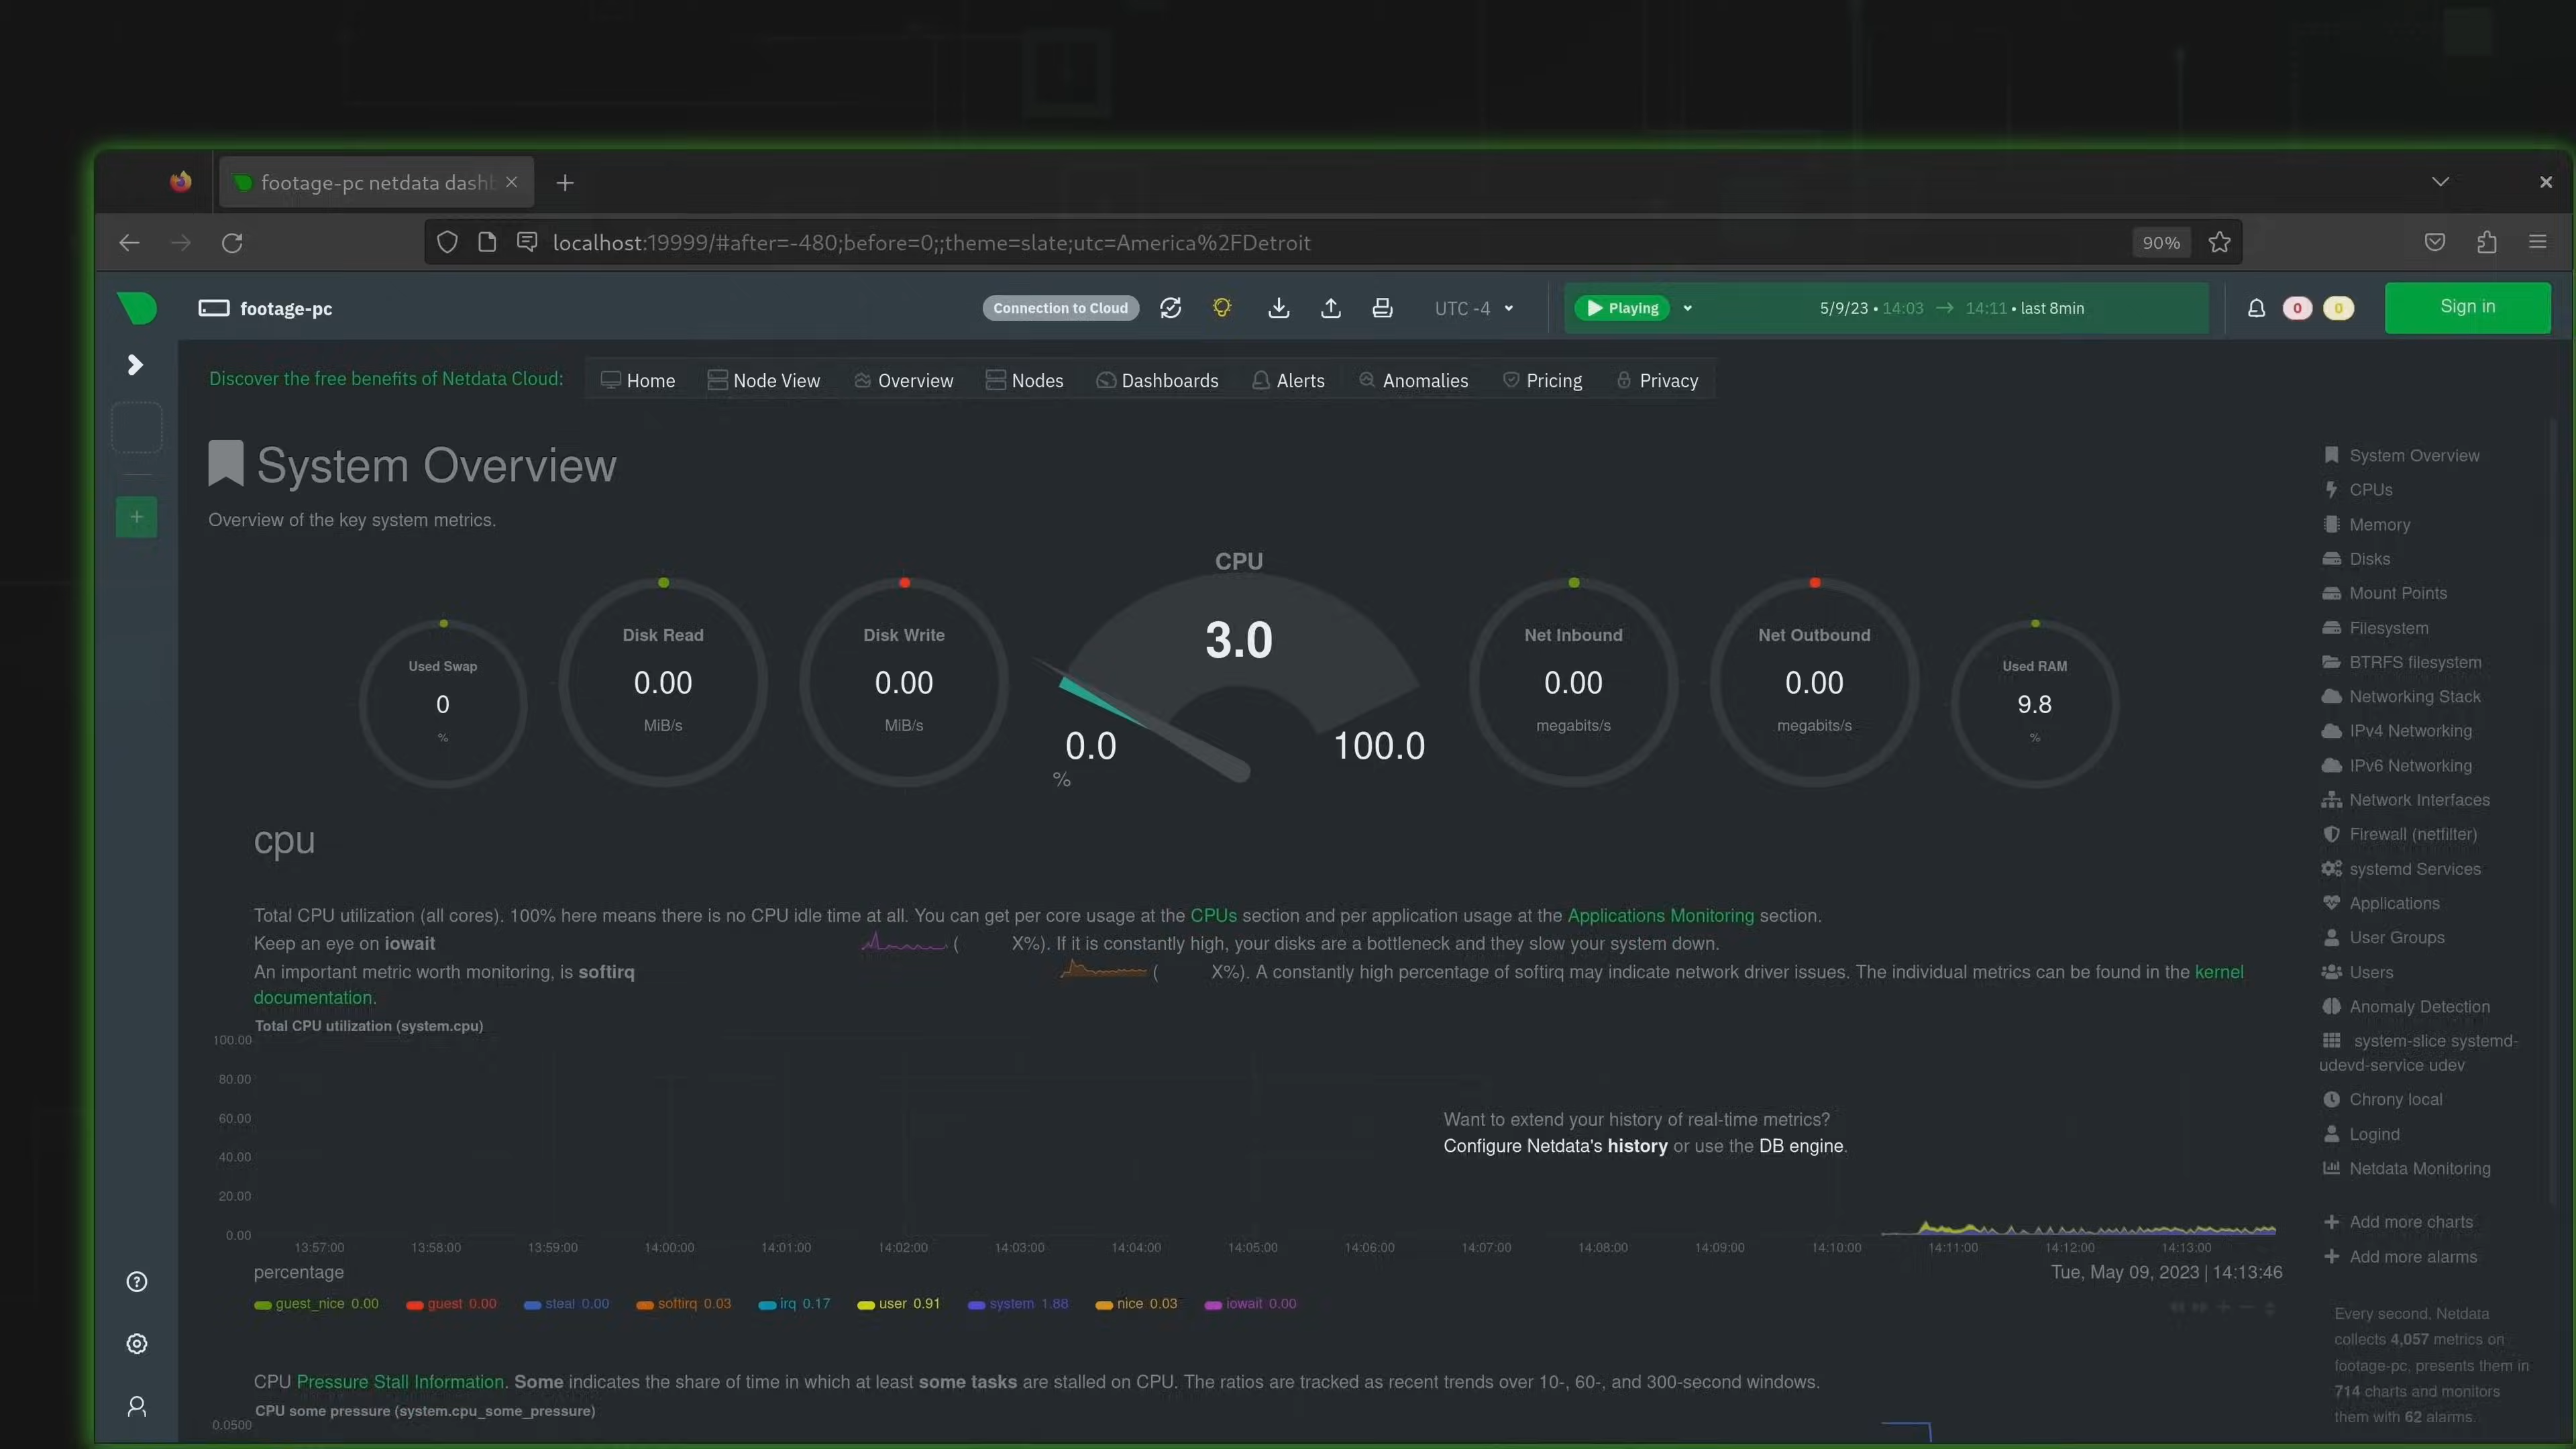 footage-pc netdata dashb
localhost:19999/#after=-480;before=0;;theme=slate;utc=America%2FDetroit
90%
footage-pc
Connection to Cloud
UTC -4
Playing
5/9/23 • 14:03 → 14:11 • last 8min
0
0
Sign in
Discover the free benefits of Netdata Cloud:
Home
Node View
Overview
Nodes
Dashboards
Alerts
Anomalies
Pricing
Privacy
System Overview
Overview of the key system metrics.
Used Swap
0
%
Disk Read
0.00
MiB/s
Disk Write
0.00
MiB/s
CPU
3.0
0.0
100.0
%
Net Inbound
0.00
megabits/s
Net Outbound
0.00
megabits/s
Used RAM
9.8
%
cpu
Total CPU utilization (all cores). 100% here means there is no CPU idle time at all. You can get per core usage at the CPUs section and per application usage at the Applications Monitoring section.
Keep an eye on iowait ( X%). If it is constantly high, your disks are a bottleneck and they slow your system down.
An important metric worth monitoring, is softirq ( X%). A constantly high percentage of softirq may indicate network driver issues. The individual metrics can be found in the kernel
documentation.
Total CPU utilization (system.cpu)
100.00
80.00
60.00
40.00
20.00
0.00
Want to extend your history of real-time metrics?
Configure Netdata's history or use the DB engine.
13:57:00 13:58:00 13:59:00 14:00:00 14:01:00 14:02:00 14:03:00 14:04:00 14:05:00 14:06:00 14:07:00 14:08:00 14:09:00 14:10:00 14:11:00 14:12:00 14:13:00
percentage
Tue, May 09, 2023 | 14:13:46
guest_nice 0.00 guest 0.00 steal 0.00 softirq 0.03 irq 0.17 user 0.91 system 1.88 nice 0.03 iowait 0.00
CPU Pressure Stall Information. Some indicates the share of time in which at least some tasks are stalled on CPU. The ratios are tracked as recent trends over 10-, 60-, and 300-second windows.
CPU some pressure (system.cpu_some_pressure)
0.0500
System Overview
CPUs
Memory
Disks
Mount Points
Filesystem
BTRFS filesystem
Networking Stack
IPv4 Networking
IPv6 Networking
Network Interfaces
Firewall (netfilter)
systemd Services
Applications
User Groups
Users
Anomaly Detection
system-slice systemd-
udevd-service udev
Chrony local
Logind
Netdata Monitoring
Add more charts
Add more alarms
Every second, Netdata
collects 4,057 metrics on
footage-pc, presents them in
714 charts and monitors
them with 62 alarms.